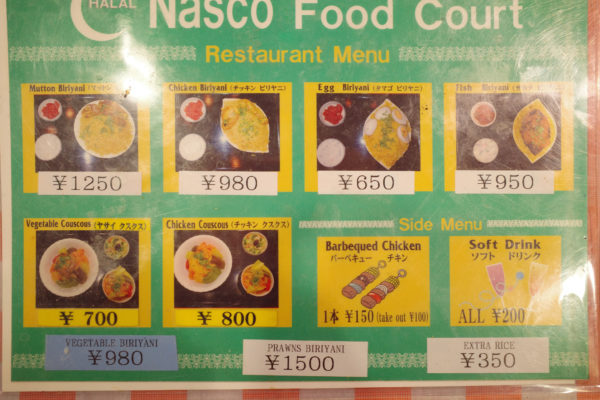 HALAL
Nasco Food Court
Restaurant Menu
Mutton Biriyani
Chicken Biriyani (チッキン ビリヤニ)
Egg Biriyani (タマゴ ビリヤニ)
Fish Biriyani
¥1250
¥980
¥650
¥950
Vegetable Couscous (ヤサイ クスクス)
Chicken Couscous (チッキン クスクス)
¥ 700
¥ 800
Side Menu
Barbequed Chicken
バーベキュー チキン
1本 ¥150 (take out ¥100)
Soft Drink
ソフト ドリンク
ALL ¥200
VEGETABLE BIRIYANI
¥980
PRAWNS BIRIYANI
¥1500
EXTRA RICE
¥350